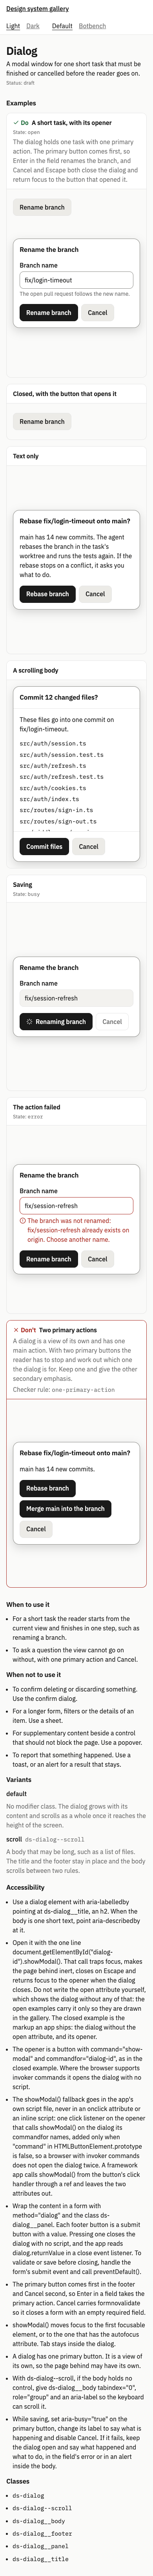 Design system gallery
Light Dark Default Botbench
Dialog
A modal window for one short task that must be
finished or cancelled before the reader goes on.
Status: draft
Examples
✓ Do A short task, with its opener
State: open
The dialog holds one task with one primary
action. The primary button comes first, so
Enter in the field renames the branch, and
Cancel and Escape both close the dialog and
return focus to the button that opened it.
Rename branch
Rename the branch
Branch name
fix/login-timeout
The open pull request follows the new name.
Rename branch Cancel
Closed, with the button that opens it
Rename branch
Text only
Rebase fix/login-timeout onto main?
main has 14 new commits. The agent
rebases the branch in the task's
worktree and runs the tests again. If the
rebase stops on a conflict, it asks you
what to do.
Rebase branch Cancel
A scrolling body
Commit 12 changed files?
These files go into one commit on
fix/login-timeout.
src/auth/session.ts
src/auth/session.test.ts
src/auth/refresh.ts
src/auth/refresh.test.ts
src/auth/cookies.ts
src/auth/index.ts
src/routes/sign-in.ts
src/routes/sign-out.ts
Commit files Cancel
Saving
State: busy
Rename the branch
Branch name
fix/session-refresh
Renaming branch Cancel
The action failed
State: error
Rename the branch
Branch name
fix/session-refresh
The branch was not renamed:
fix/session-refresh already exists on
origin. Choose another name.
Rename branch Cancel
✕ Don't Two primary actions
A dialog is a view of its own and has one
main action. With two primary buttons the
reader has to stop and work out which one
the dialog is for. Keep one and give the other
secondary emphasis.
Checker rule: one-primary-action
Rebase fix/login-timeout onto main?
main has 14 new commits.
Rebase branch
Merge main into the branch
Cancel
When to use it
• For a short task the reader starts from the
current view and finishes in one step, such as
renaming a branch.
• To ask a question the view cannot go on
without, with one primary action and Cancel.
When not to use it
• To confirm deleting or discarding something.
Use the confirm dialog.
• For a longer form, filters or the details of an
item. Use a sheet.
• For supplementary content beside a control
that should not block the page. Use a popover.
• To report that something happened. Use a
toast, or an alert for a result that stays.
Variants
default
No modifier class. The dialog grows with its
content and scrolls as a whole once it reaches the
height of the screen.
scroll ds-dialog--scroll
A body that may be long, such as a list of files.
The title and the footer stay in place and the body
scrolls between two rules.
Accessibility
• Use a dialog element with aria-labelledby
pointing at ds-dialog__title, an h2. When the
body is one short text, point aria-describedby
at it.
• Open it with the one line
document.getElementById("dialog-
id").showModal(). That call traps focus, makes
the page behind inert, closes on Escape and
returns focus to the opener when the dialog
closes. Do not write the open attribute yourself,
which shows the dialog without any of that: the
open examples carry it only so they are drawn
in the gallery. The closed example is the
markup an app ships: the dialog without the
open attribute, and its opener.
• The opener is a button with command="show-
modal" and commandfor="dialog-id", as in the
closed example. Where the browser supports
invoker commands it opens the dialog with no
script.
• The showModal() fallback goes in the app's
own script file, never in an onclick attribute or
an inline script: one click listener on the opener
that calls showModal() on the dialog its
commandfor names, added only when
"command" in HTMLButtonElement.prototype
is false, so a browser with invoker commands
does not open the dialog twice. A framework
app calls showModal() from the button's click
handler through a ref and leaves the two
attributes out.
• Wrap the content in a form with
method="dialog" and the class ds-
dialog__panel. Each footer button is a submit
button with a value. Pressing one closes the
dialog with no script, and the app reads
dialog.returnValue in a close event listener. To
validate or save before closing, handle the
form's submit event and call preventDefault().
• The primary button comes first in the footer
and Cancel second, so Enter in a field takes the
primary action. Cancel carries formnovalidate
so it closes a form with an empty required field.
• showModal() moves focus to the first focusable
element, or to the one that has the autofocus
attribute. Tab stays inside the dialog.
• A dialog has one primary button. It is a view of
its own, so the page behind may have its own.
• With ds-dialog--scroll, if the body holds no
control, give ds-dialog__body tabindex="0",
role="group" and an aria-label so the keyboard
can scroll it.
• While saving, set aria-busy="true" on the
primary button, change its label to say what is
happening and disable Cancel. If it fails, keep
the dialog open and say what happened and
what to do, in the field's error or in an alert
inside the body.
Classes
• ds-dialog
• ds-dialog--scroll
• ds-dialog__body
• ds-dialog__footer
• ds-dialog__panel
• ds-dialog__title